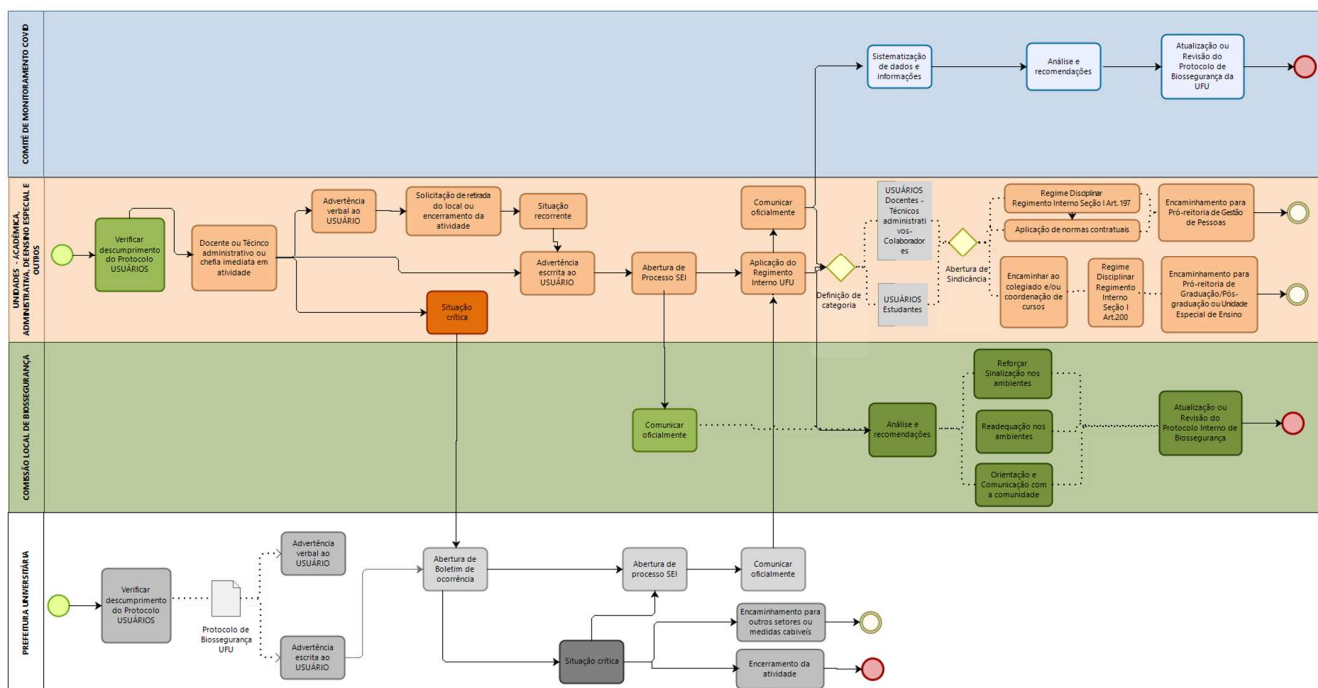 COMITÊ DE MONITORAMENTO COVID
Sistematização
de dados e
informações
Análise e
recomendações
Atualização ou
Revisão do
Protocolo de
Biossegurança da
UFU
UNIDADES - ACADÊMICA,
ADMINISTRATIVA, DE ENSINO ESPECIAL E
OUTROS
Verificar
descumprimento
do Protocolo
USUÁRIOS
Docente ou Técinco
administrativo ou
chefia imediata em
atividade
Advertência
verbal ao
USUÁRIO
Solicitação de retirada
do local ou
encerramento da
atividade
Situação
recorrente
Advertência
escrita ao
USUÁRIO
Situação
crítica
Abertura de
Processo SEI
Comunicar
oficialmente
Aplicação do
Regimento
Interno UFU
Definição de
categoria
USUÁRIOS
Docentes -
Técnicos
administrati
vos-
Colaborador
es
USUÁRIOS
Estudantes
Abertura de
Sindicância
Regime Disciplinar
Regimento Interno Seção I Art. 197
Aplicação de normas contratuais
Encaminhamento para
Pró-reitoria de Gestão
de Pessoas
Encaminhar ao
colegiado e/ou
coordenação de
cursos
Regime
Disciplinar
Regimento
Interno
Seção I
Art.200
Encaminhamento para
Pró-reitoria de
Graduação/Pós-
graduação ou Unidade
Especial de Ensino
COMISSÃO LOCAL DE BIOSSEGURANÇA
Comunicar
oficialmente
Análise e
recomendações
Reforçar
Sinalização nos
ambientes
Readequação nos
ambientes
Orientação e
Comunicação com
a comunidade
Atualização ou
Revisão do
Protocolo Interno de
Biossegurança
PREFEITURA UNIVERSITÁRIA
Verificar
descumprimento
do Protocolo
USUÁRIOS
Protocolo de
Biossegurança
UFU
Advertência
verbal ao
USUÁRIO
Advertência
escrita ao
USUÁRIO
Abertura de
Boletim de
ocorrência
Abertura de
processo SEI
Comunicar
oficialmente
Situação crítica
Encaminhamento para
outros setores ou
medidas cabíveis
Encerramento da
atividade